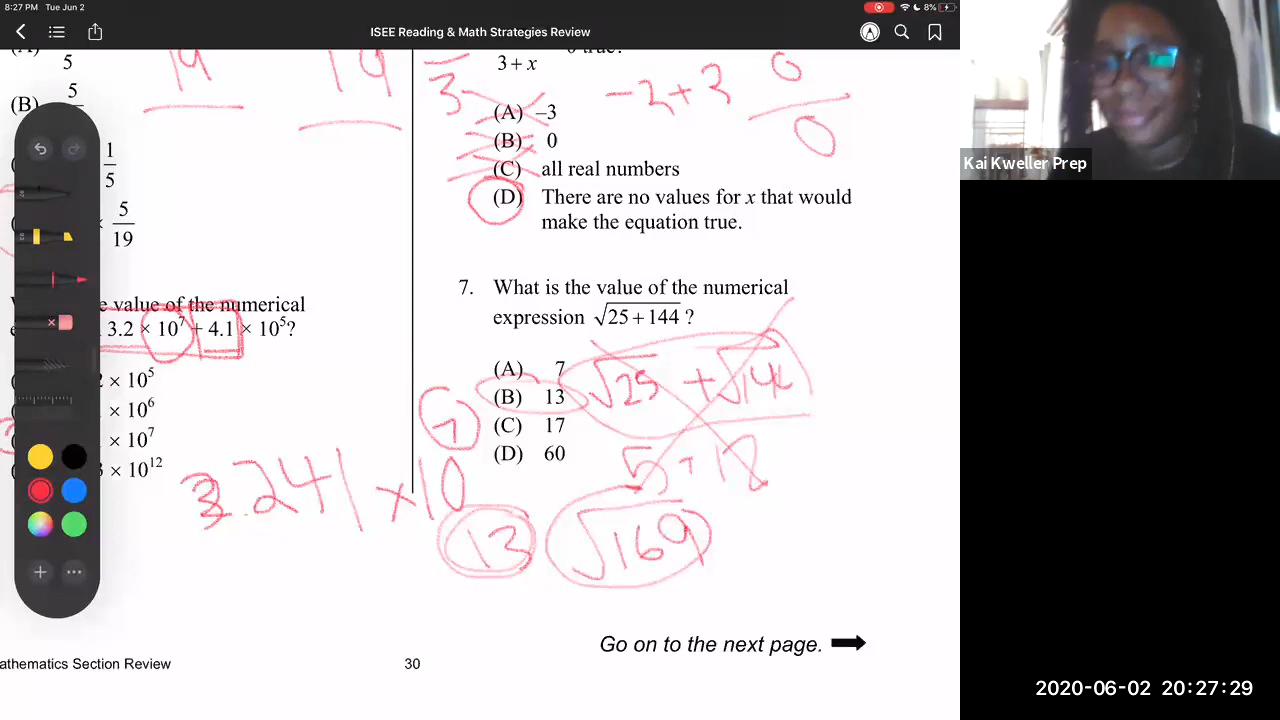 8:27 PM Tue Jun 2
8%
ISEE Reading & Math Strategies Review
5
(B) 5
1
5
× 5
19
19
19
e value of the numerical
3.2 × 10⁷ + 4.1 × 10⁵?
× 10⁵
× 10⁶
× 10⁷
× 10¹²
3.241 × 10
7
3 + x
3
(A) –3
(B) 0
(C) all real numbers
(D) There are no values for x that would
make the equation true.
-3+3
0
0
7. What is the value of the numerical
expression √25 + 144 ?
(A) 7
(B) 13
(C) 17
(D) 60
√25 + √144
5 + 12
13
√169
Go on to the next page.
athematics Section Review
30
Kai Kweller Prep
2020-06-02 20:27:29